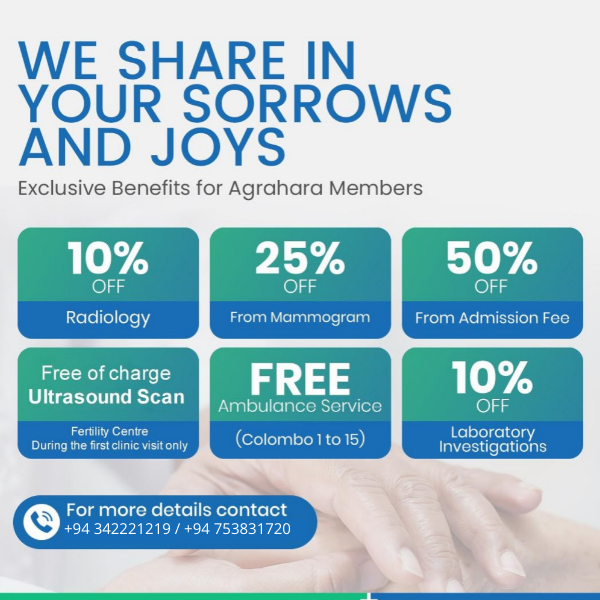 WE SHARE IN
YOUR SORROWS
AND JOYS
Exclusive Benefits for Agrahara Members
10%
OFF
Radiology
25%
OFF
From Mammogram
50%
OFF
From Admission Fee
Free of charge
Ultrasound Scan
Fertility Centre
During the first clinic visit only
FREE
Ambulance Service
(Colombo 1 to 15)
10%
OFF
Laboratory
Investigations
For more details contact
+94 342221219 / +94 753831720